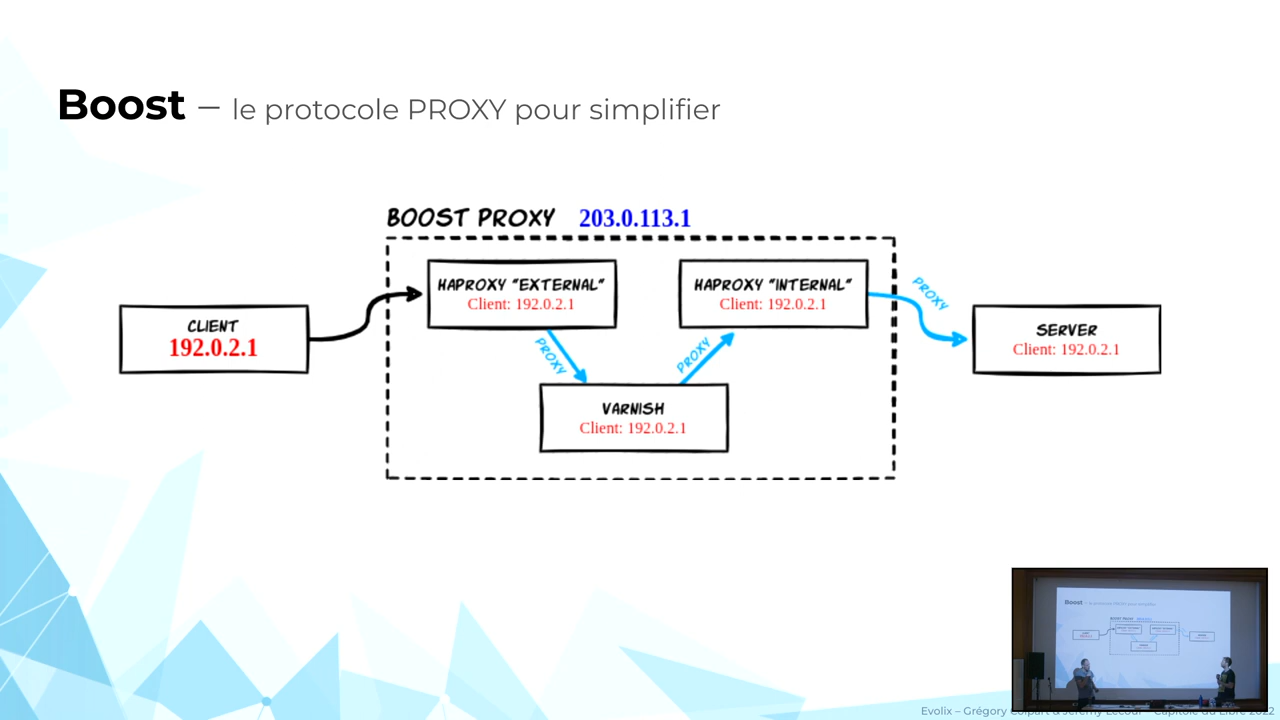 Boost – le protocole PROXY pour simplifier
BOOST PROXY 203.0.113.1
HAPROXY "EXTERNAL"
Client: 192.0.2.1
HAPROXY "INTERNAL"
Client: 192.0.2.1
PROXY
CLIENT
192.0.2.1
SERVER
Client: 192.0.2.1
PROXY
PROXY
VARNISH
Client: 192.0.2.1
Boost
Evolix – Grégory Colpart & Jérémy Lecour – Capitole du Libre 2022